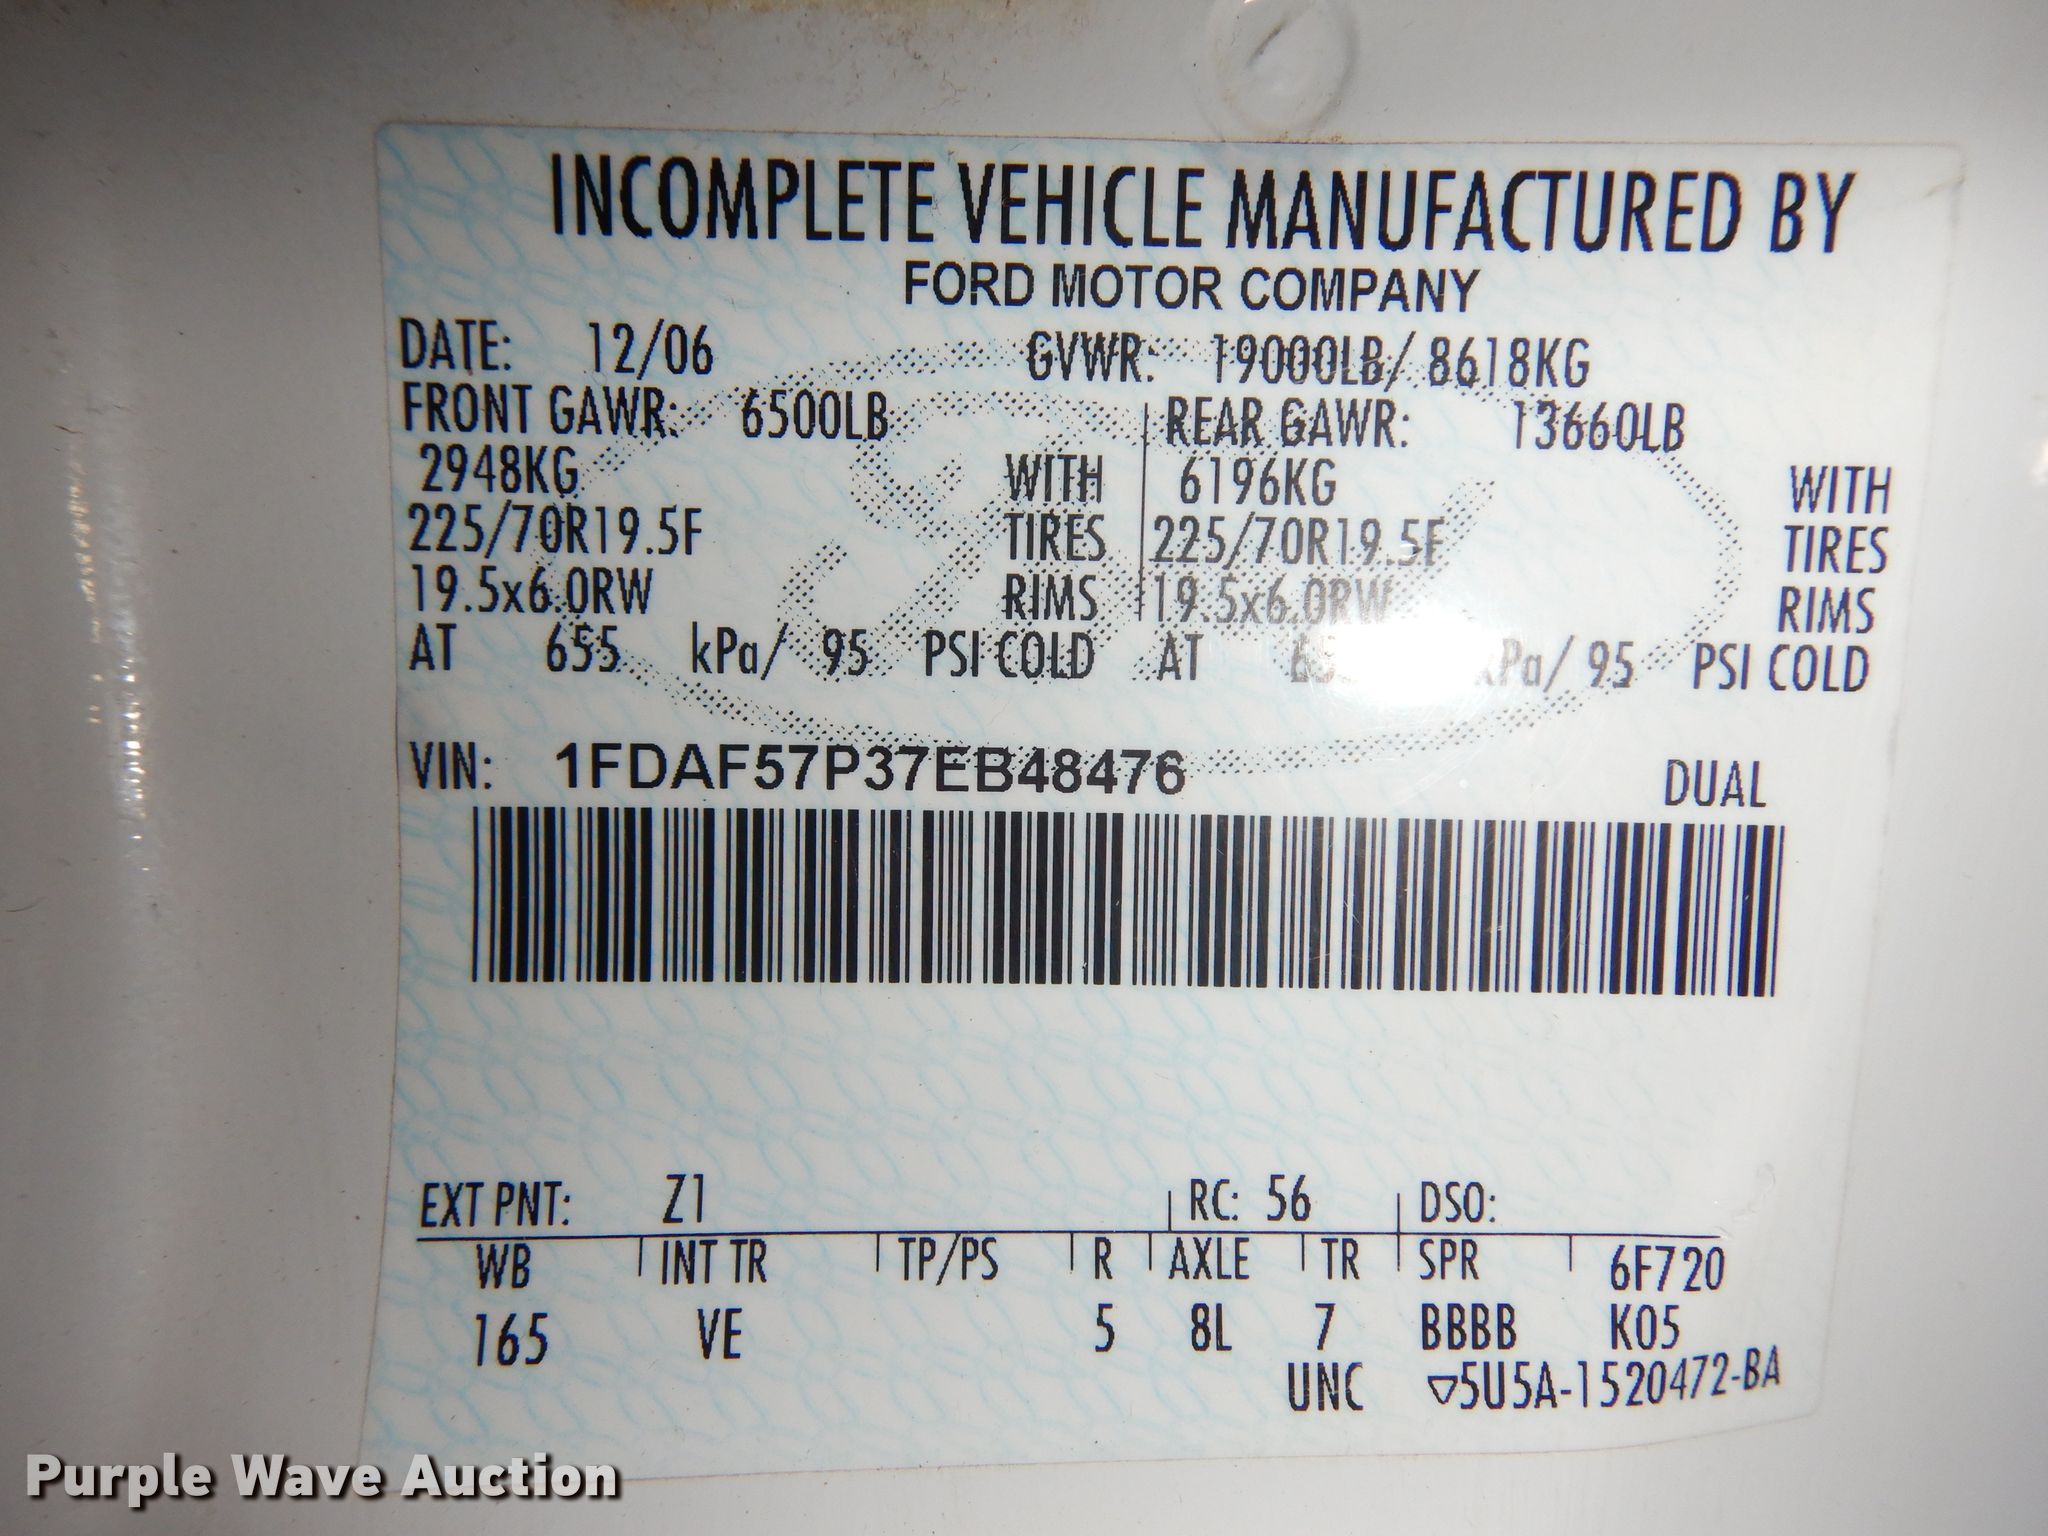 INCOMPLETE VEHICLE MANUFACTURED BY
FORD MOTOR COMPANY
DATE: 12/06 GVWR: 19000LB/ 8618KG
FRONT GAWR: 6500LB REAR GAWR: 13660LB
2948KG WITH 6196KG WITH
225/70R19.5F TIRES 225/70R19.5F TIRES
19.5x6.0RW RIMS 19.5x6.0RW RIMS
AT 655 kPa/ 95 PSI COLD AT kPa/ 95 PSI COLD
VIN: 1FDAF57P37EB48476 DUAL
EXT PNT: Z1 RC: 56 DSO:
WB INT TR TP/PS R AXLE TR SPR 6F720
165 VE 5 8L 7 BBBB K05
UNC ▽5U5A-1520472-BA
Purple Wave Auction